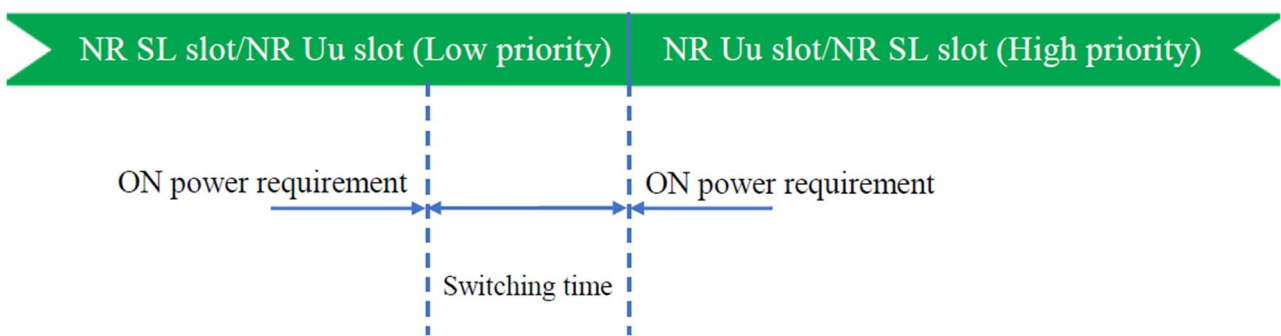 NR SL slot/NR Uu slot (Low priority)
NR Uu slot/NR SL slot (High priority)
ON power requirement
ON power requirement
Switching time